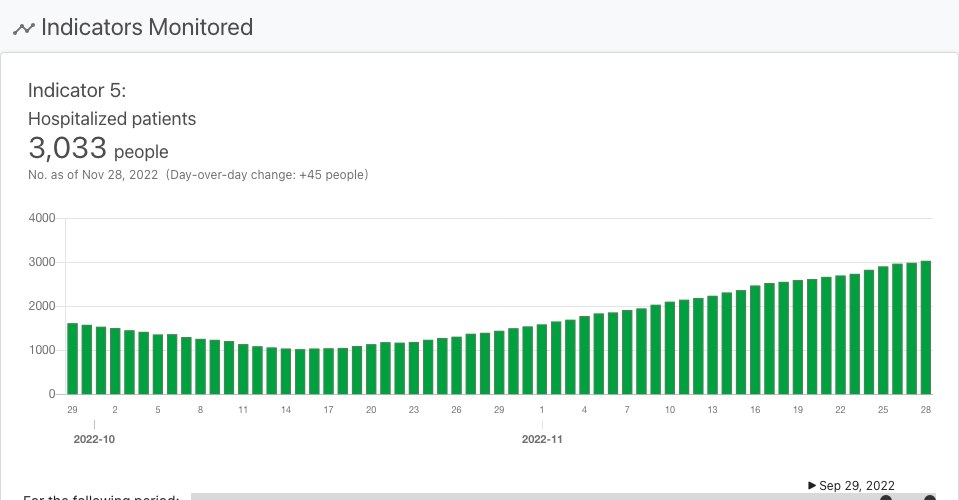 Indicators Monitored
Indicator 5:
Hospitalized patients
3,033 people
No. as of Nov 28, 2022 (Day-over-day change: +45 people)
4000
3000
2000
1000
0
29 2 5 8 11 14 17 20 23 26 29 1 4 7 10 13 16 19 22 25 28
2022-10 2022-11
▶ Sep 29, 2022
For the following period: